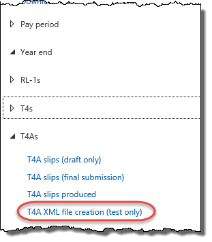 Pay period
Year end
RL-1s
T4s
T4As
T4A slips (draft only)
T4A slips (final submission)
T4A slips produced
T4A XML file creation (test only)